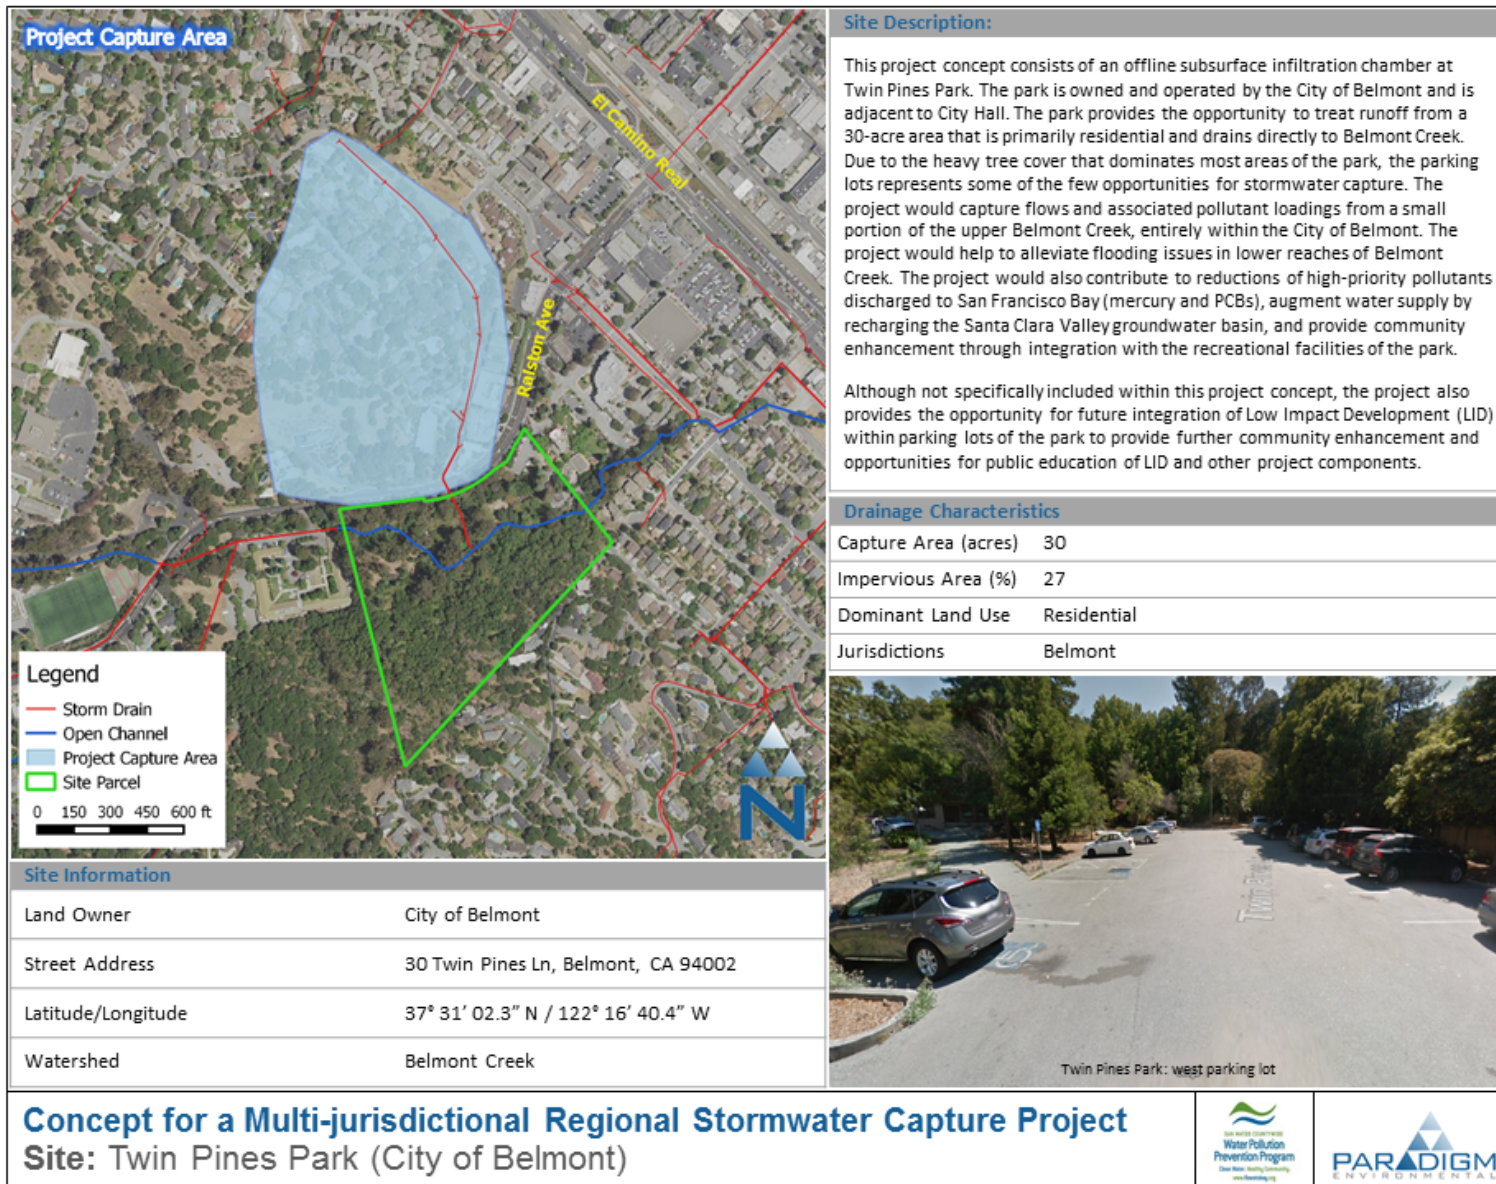 Project Capture Area
El Camino Real
Ralston Ave
Legend
Storm Drain
Open Channel
Project Capture Area
Site Parcel
0 150 300 450 600 ft
N
Site Information
Land Owner City of Belmont
Street Address 30 Twin Pines Ln, Belmont, CA 94002
Latitude/Longitude 37° 31′ 02.3″ N / 122° 16′ 40.4″ W
Watershed Belmont Creek
Site Description:
This project concept consists of an offline subsurface infiltration chamber at
Twin Pines Park. The park is owned and operated by the City of Belmont and is
adjacent to City Hall. The park provides the opportunity to treat runoff from a
30-acre area that is primarily residential and drains directly to Belmont Creek.
Due to the heavy tree cover that dominates most areas of the park, the parking
lots represents some of the few opportunities for stormwater capture. The
project would capture flows and associated pollutant loadings from a small
portion of the upper Belmont Creek, entirely within the City of Belmont. The
project would help to alleviate flooding issues in lower reaches of Belmont
Creek. The project would also contribute to reductions of high-priority pollutants
discharged to San Francisco Bay (mercury and PCBs), augment water supply by
recharging the Santa Clara Valley groundwater basin, and provide community
enhancement through integration with the recreational facilities of the park.
Although not specifically included within this project concept, the project also
provides the opportunity for future integration of Low Impact Development (LID)
within parking lots of the park to provide further community enhancement and
opportunities for public education of LID and other project components.
Drainage Characteristics
Capture Area (acres) 30
Impervious Area (%) 27
Dominant Land Use Residential
Jurisdictions Belmont
Twin Pines Park: west parking lot
Concept for a Multi-jurisdictional Regional Stormwater Capture Project
Site: Twin Pines Park (City of Belmont)
SAN MATEO COUNTYWIDE
Water Pollution
Prevention Program
Clean Water. Healthy Community.
www.flowstobay.org
PARADIGM
ENVIRONMENTAL